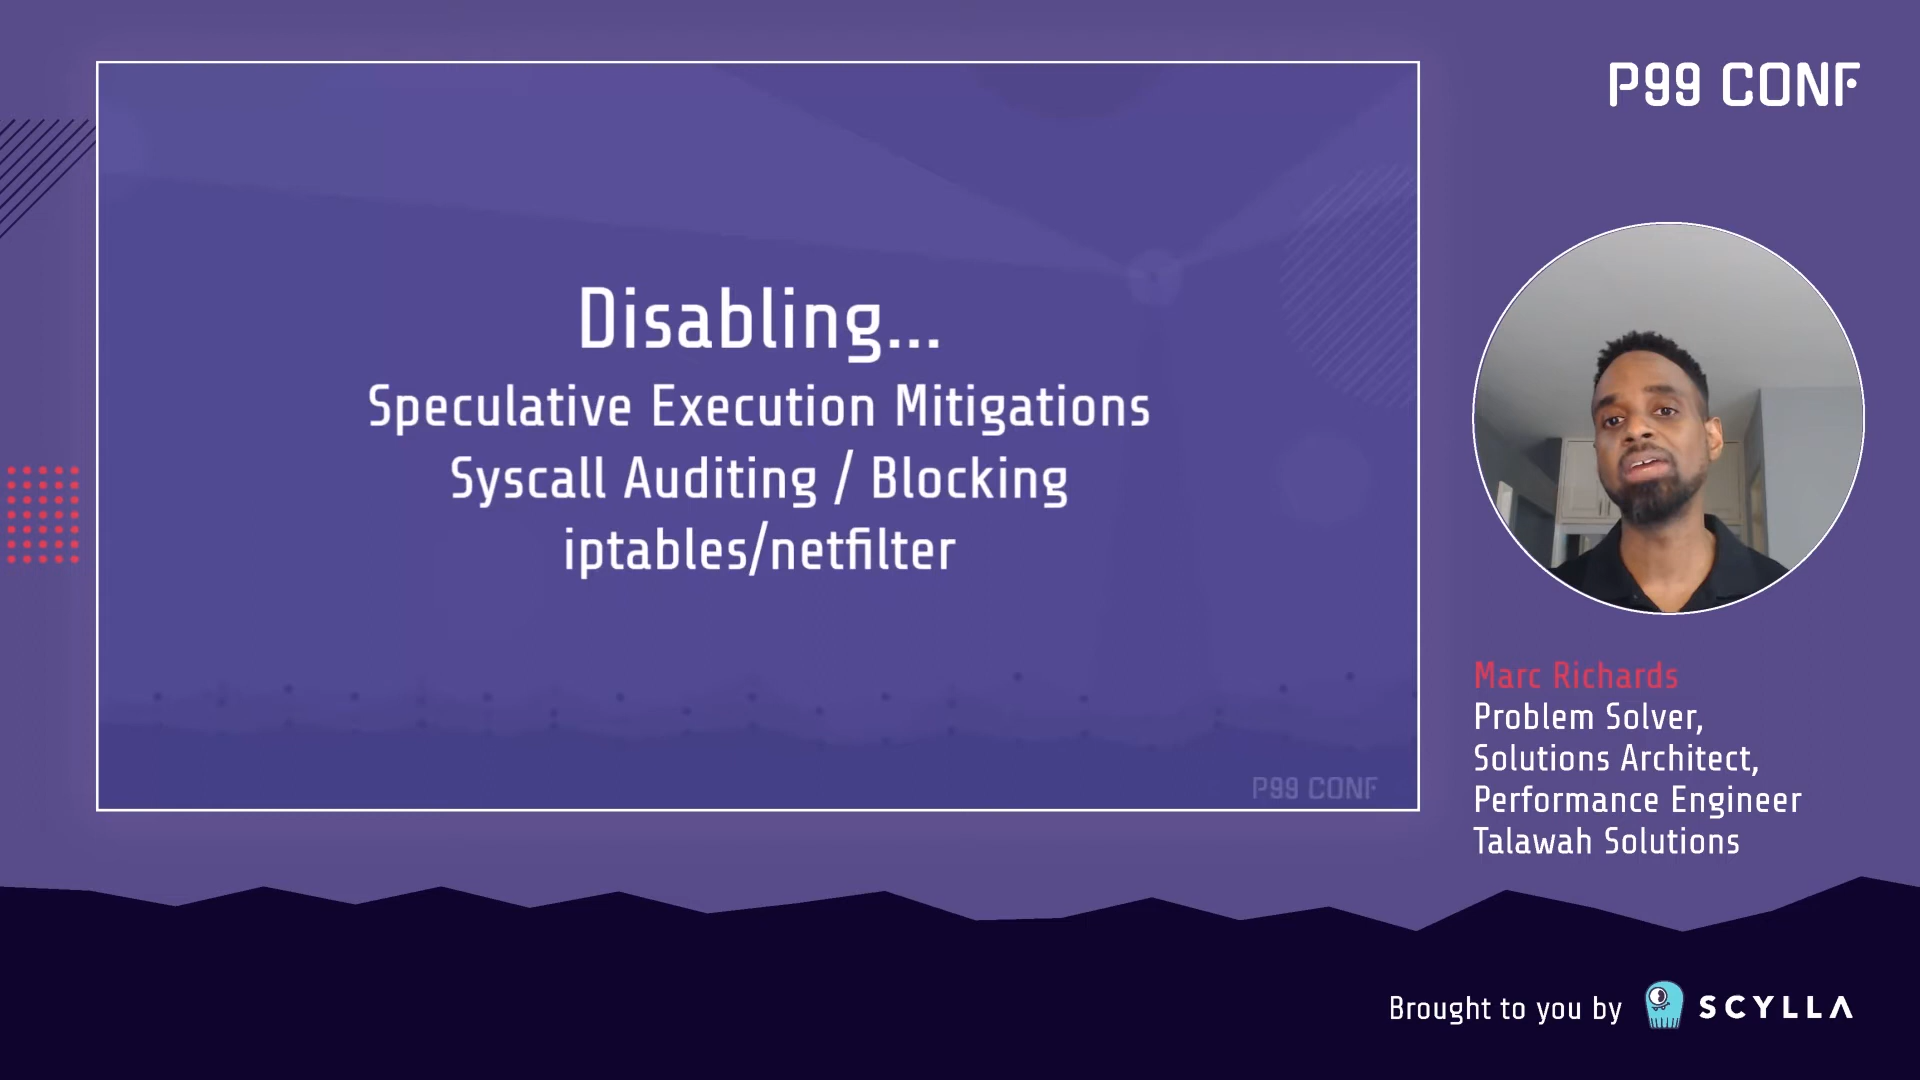 P99 CONF
Disabling...
Speculative Execution Mitigations
Syscall Auditing / Blocking
iptables/netfilter
P99 CONF
Marc Richards
Problem Solver,
Solutions Architect,
Performance Engineer
Talawah Solutions
Brought to you by SCYLLA